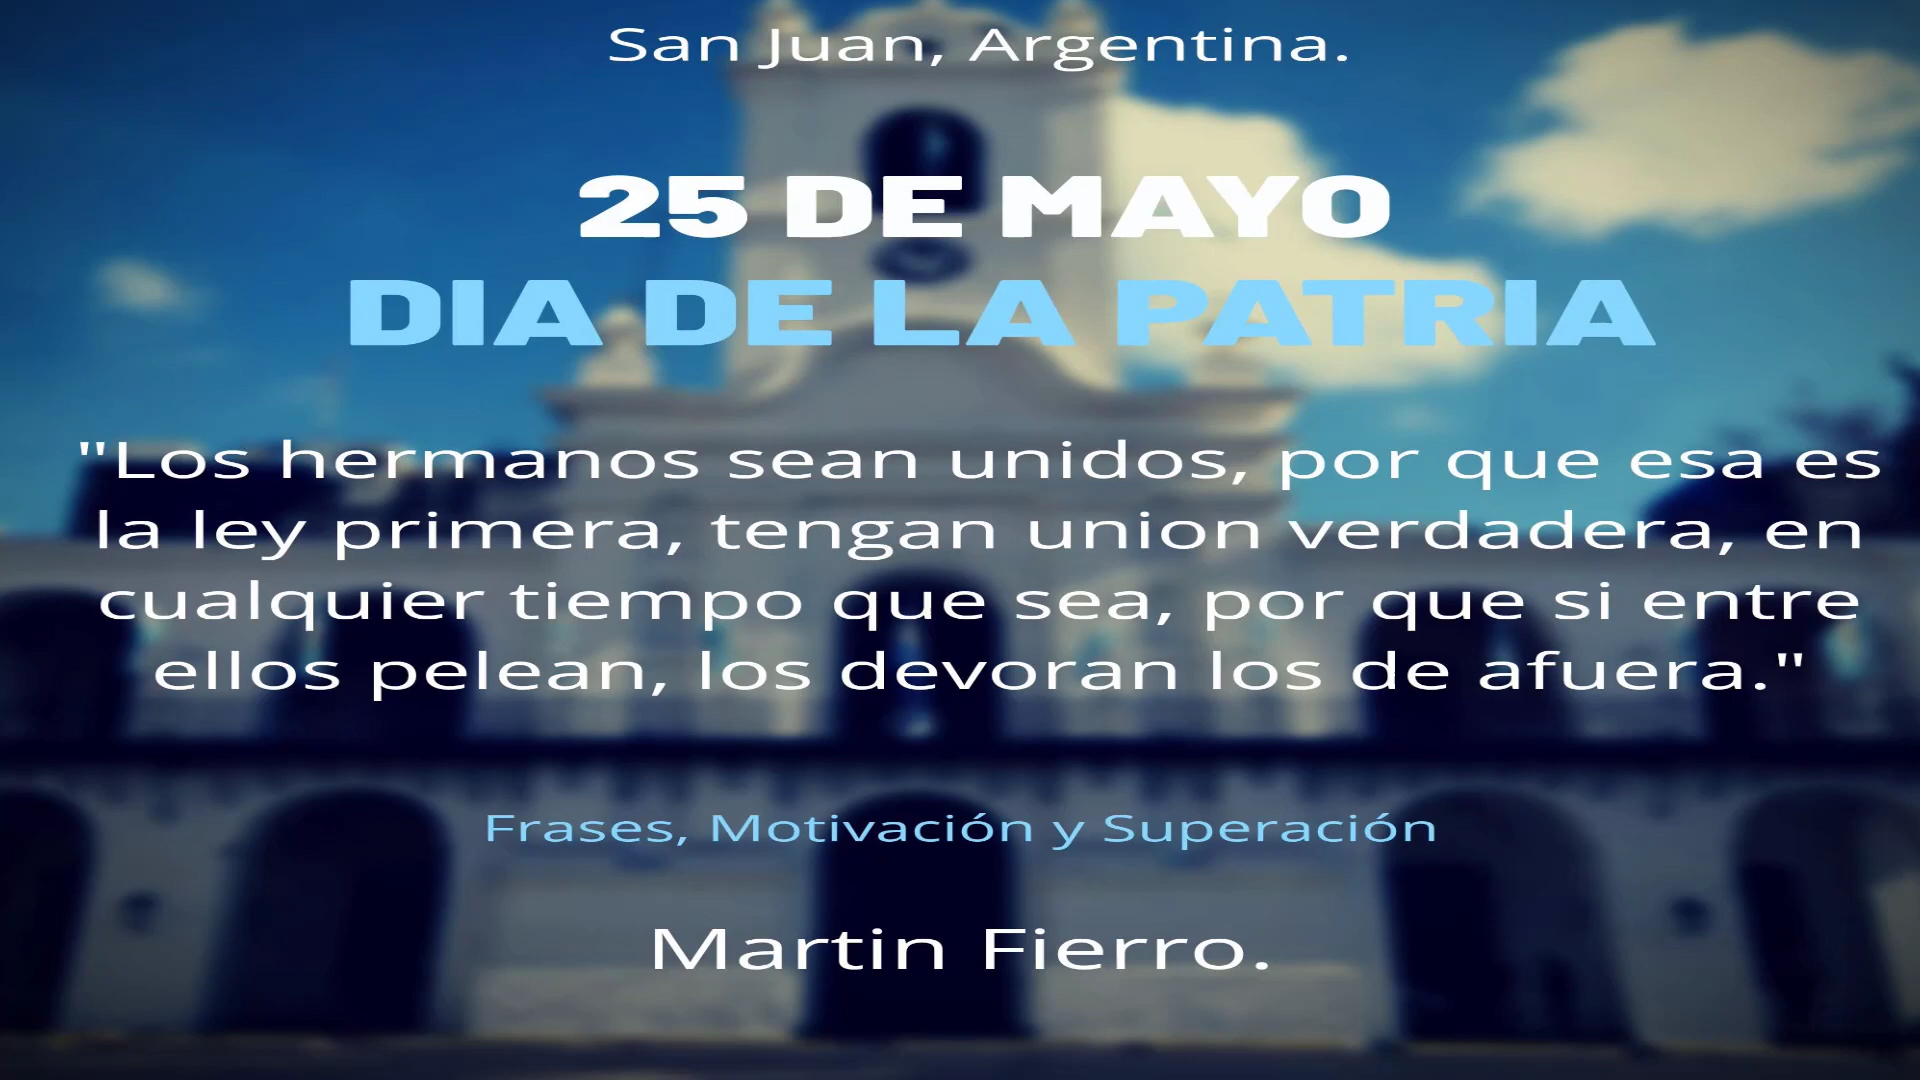 San Juan, Argentina.
25 DE MAYO
DIA DE LA PATRIA
"Los hermanos sean unidos, por que esa es
la ley primera, tengan union verdadera, en
cualquier tiempo que sea, por que si entre
ellos pelean, los devoran los de afuera."
Frases, Motivación y Superación
Martin Fierro.